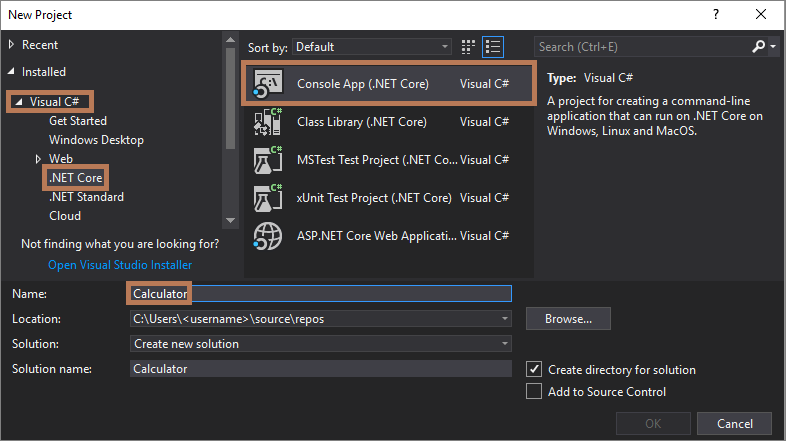 New Project
? 
Recent
Installed
Visual C#
Get Started
Windows Desktop
Web
.NET Core
.NET Standard
Cloud
Not finding what you are looking for?
Open Visual Studio Installer
Sort by: Default
C:\ Console App (.NET Core) Visual C#
C# Class Library (.NET Core) Visual C#
C# MSTest Test Project (.NET Co... Visual C#
C# xUnit Test Project (.NET Core) Visual C#
ASP.NET Core Web Applicati... Visual C#
Search (Ctrl+E)
Type: Visual C#
A project for creating a command-line
application that can run on .NET Core on
Windows, Linux and MacOS.
Name: Calculator
Location: C:\Users\<username>\source\repos
Browse...
Solution: Create new solution
Solution name: Calculator
Create directory for solution
Add to Source Control
OK
Cancel